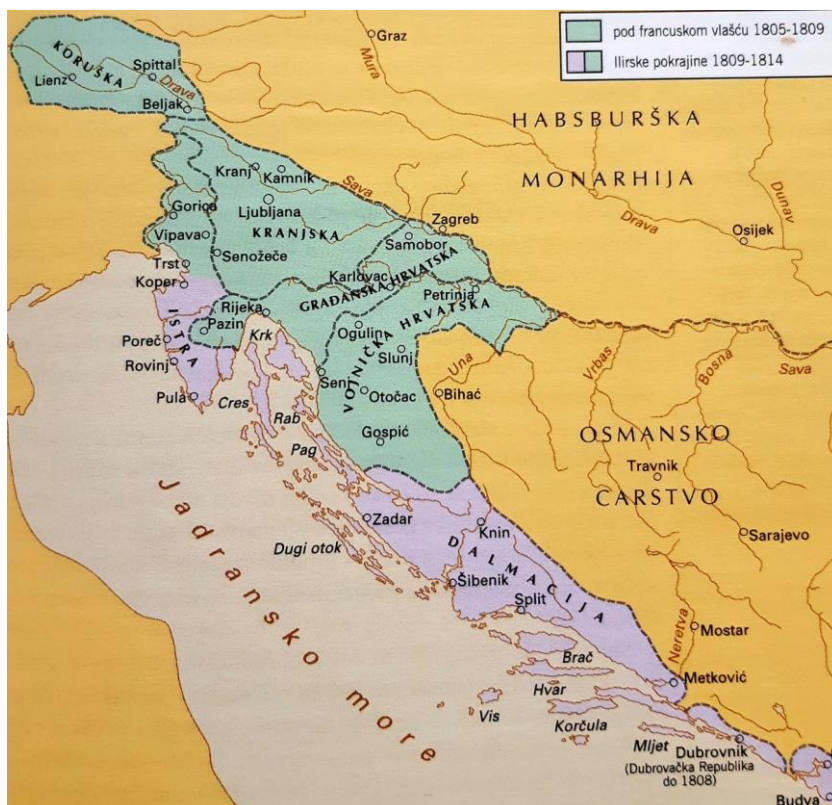 pod francuskom vlašću 1805-1809
Ilirske pokrajine 1809-1814
Graz
Mura
KORUŠKA
Spittal
Lienz
Drava
Beljak
HABSBURŠKA
MONARHIJA
Kranj
Kamnik
Sava
Ljubljana
Gorica
KRANJSKA
Vipava
Zagreb
Samobor
Drava
Dunav
Osijek
Senožeče
Trst
Koper
Karlovac
GRAĐANSKA HRVATSKA
Petrinja
Rijeka
Pazin
ISTRA
Krk
Ogulin
VOJNIČKA HRVATSKA
Slunj
Poreč
Rovinj
Senj
Una
Vrbas
Bosna
Sava
Pula
Cres
Otočac
Bihać
Rab
Gospić
OSMANSKO
Pag
Travnik
CARSTVO
Jadransko more
Zadar
Knin
Sarajevo
Dugi otok
DALMACIJA
Šibenik
Split
Neretva
Mostar
Brač
Metković
Hvar
Vis
Korčula
Mljet
Dubrovnik
(Dubrovačka Republika
do 1808)
Budva